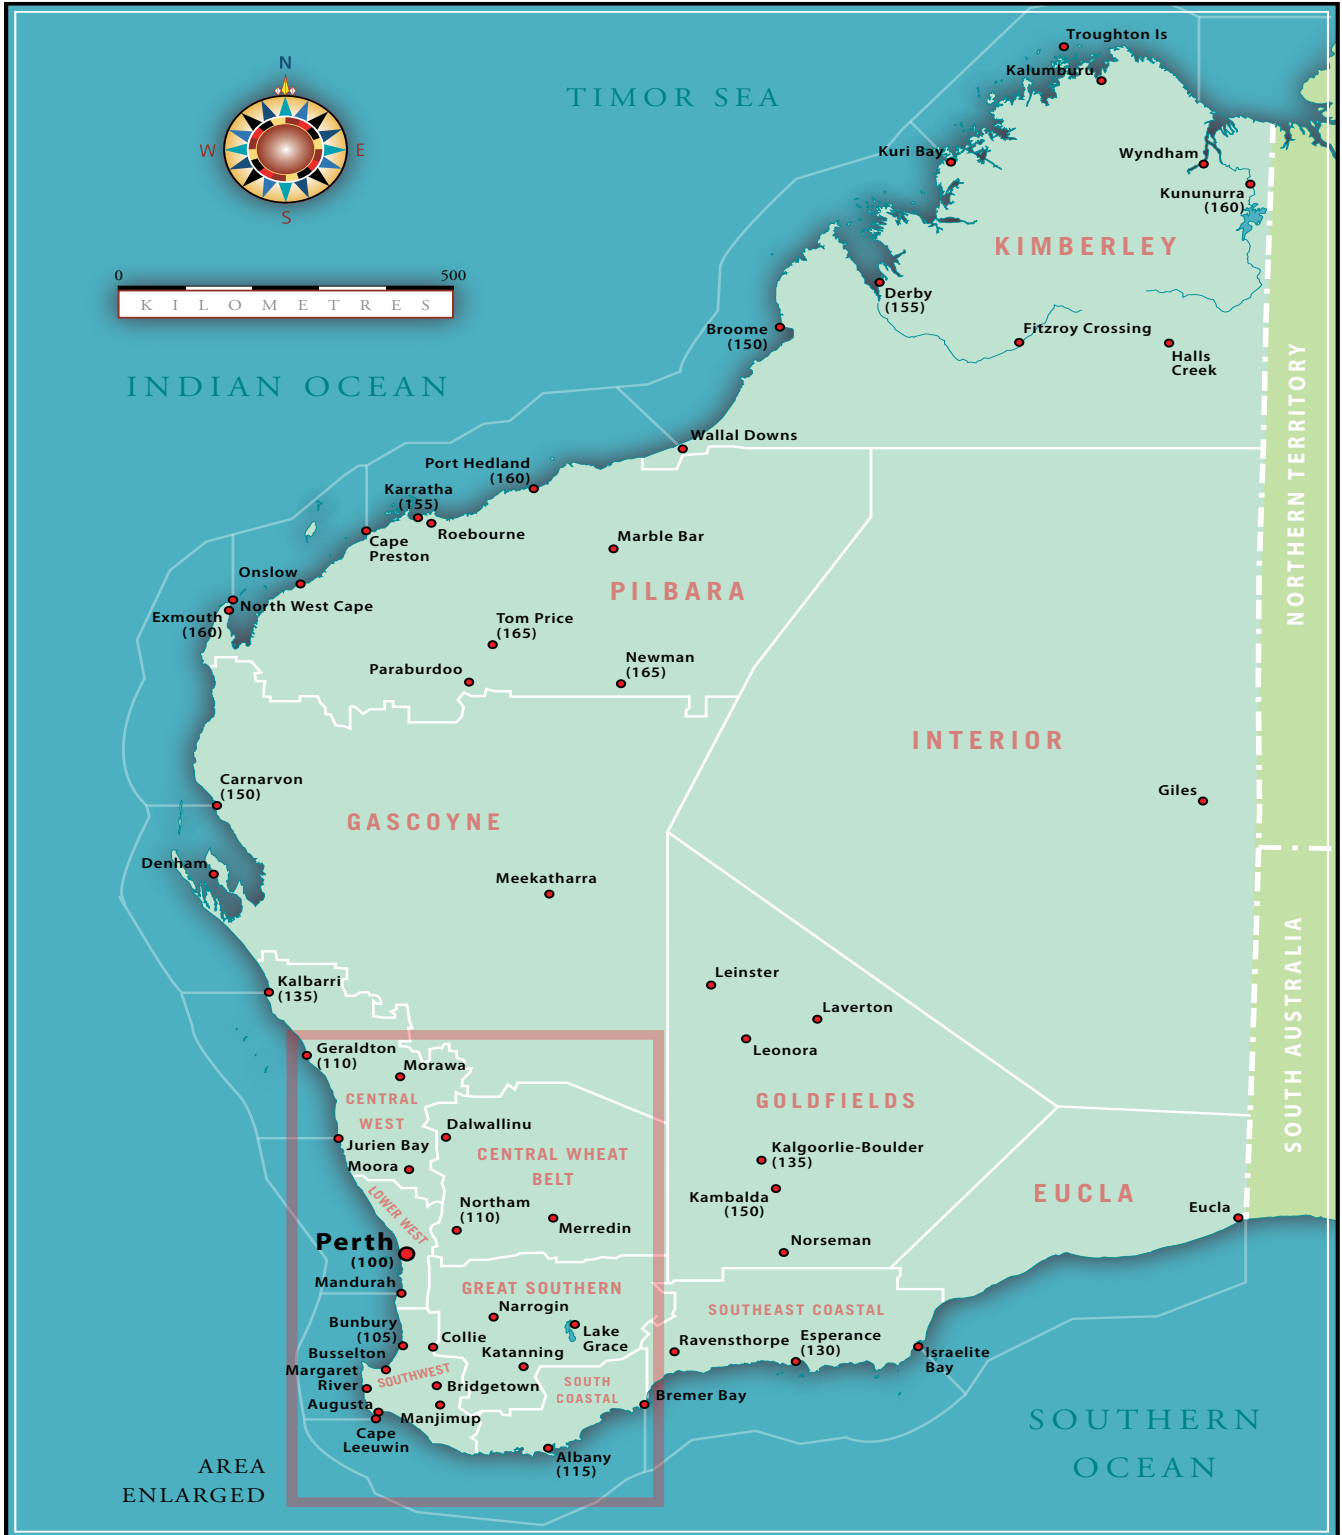 Troughton Is
N
TIMOR SEA
Kalumburu
W
E
Kuri Bay
Wyndham
Kununurra
(160)
S
KIMBERLEY
0
500
KILOMETRES
Derby
(155)
Broome
(150)
Fitzroy Crossing
Halls
Creek
INDIAN OCEAN
NORTHERN TERRITORY
Wallal Downs
Port Hedland
(160)
Karratha
(155)
Roebourne
Cape
Preston
Marble Bar
Onslow
PILBARA
North West Cape
Exmouth
(160)
Tom Price
(165)
Paraburdoo
Newman
(165)
INTERIOR
Carnarvon
(150)
Giles
GASCOYNE
Denham
Meekatharra
Leinster
Kalbarri
(135)
Laverton
SOUTH AUSTRALIA
Geraldton
(110)
Leonora
Morawa
CENTRAL
WEST
GOLDFIELDS
Dalwallinu
Jurien Bay
Moora
CENTRAL WHEAT
BELT
Kalgoorlie-Boulder
(135)
LOWER WEST
Kambalda
(150)
EUCLA
Northam
(110)
Merredin
Eucla
Perth
(100)
Norseman
Mandurah
GREAT SOUTHERN
Narrogin
SOUTHEAST COASTAL
Bunbury
(105)
Collie
Lake
Grace
Ravensthorpe
Esperance
(130)
Busselton
Katanning
Israelite
Bay
Margaret
River
SOUTHWEST
Bridgetown
SOUTH
COASTAL
Bremer Bay
Augusta
Manjimup
Cape
Leeuwin
Albany
(115)
SOUTHERN
OCEAN
AREA
ENLARGED